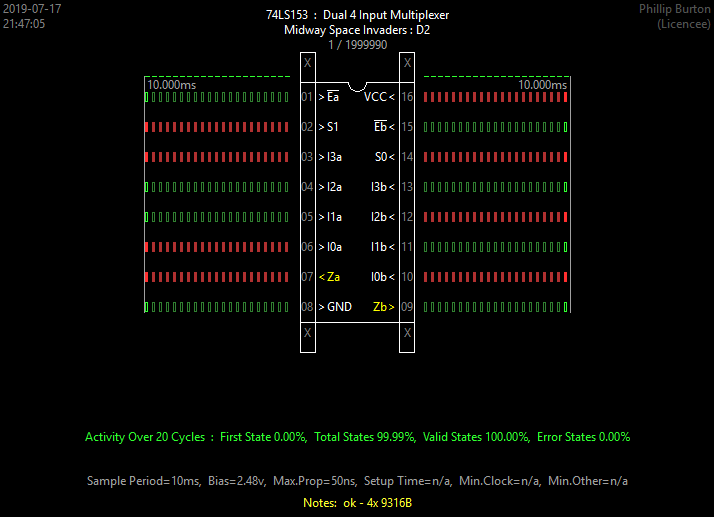 2019-07-17
21:47:05
74LS153 : Dual 4 Input Multiplexer
Midway Space Invaders : D2
1 / 1999990
Phillip Burton
(Licencee)
X X
10.000ms 10.000ms
01 >Ea VCC< 16
02 >S1 Eb< 15
03 >I3a S0< 14
04 >I2a I3b< 13
05 >I1a I2b< 12
06 >I0a I1b< 11
07 <Za I0b< 10
08 >GND Zb> 09
X X
Activity Over 20 Cycles : First State 0.00%, Total States 99.99%, Valid States 100.00%, Error States 0.00%
Sample Period=10ms, Bias=2.48v, Max.Prop=50ns, Setup Time=n/a, Min.Clock=n/a, Min.Other=n/a
Notes: ok - 4x 9316B